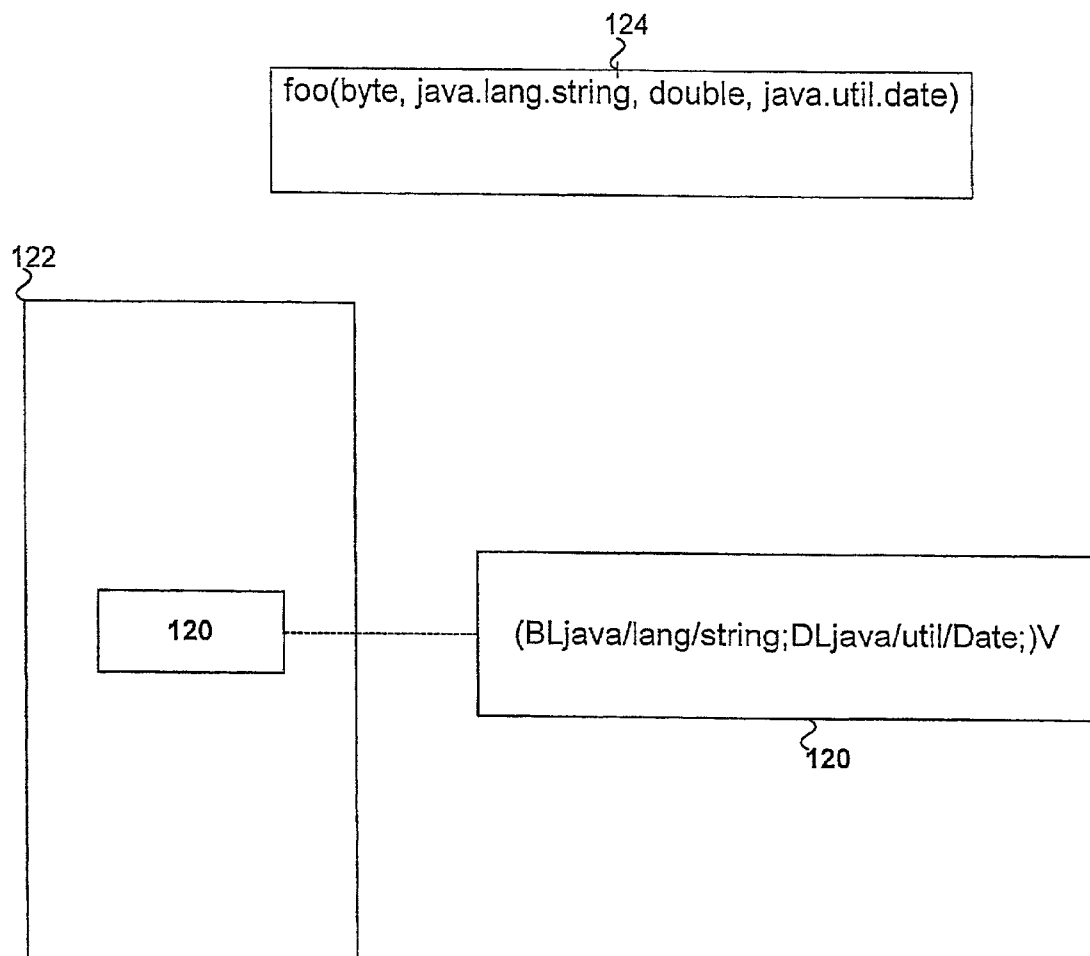 124
foo(byte, java.lang.string, double, java.util.date)
122
120
(BLjava/lang/string;DLjava/util/Date;)V
120